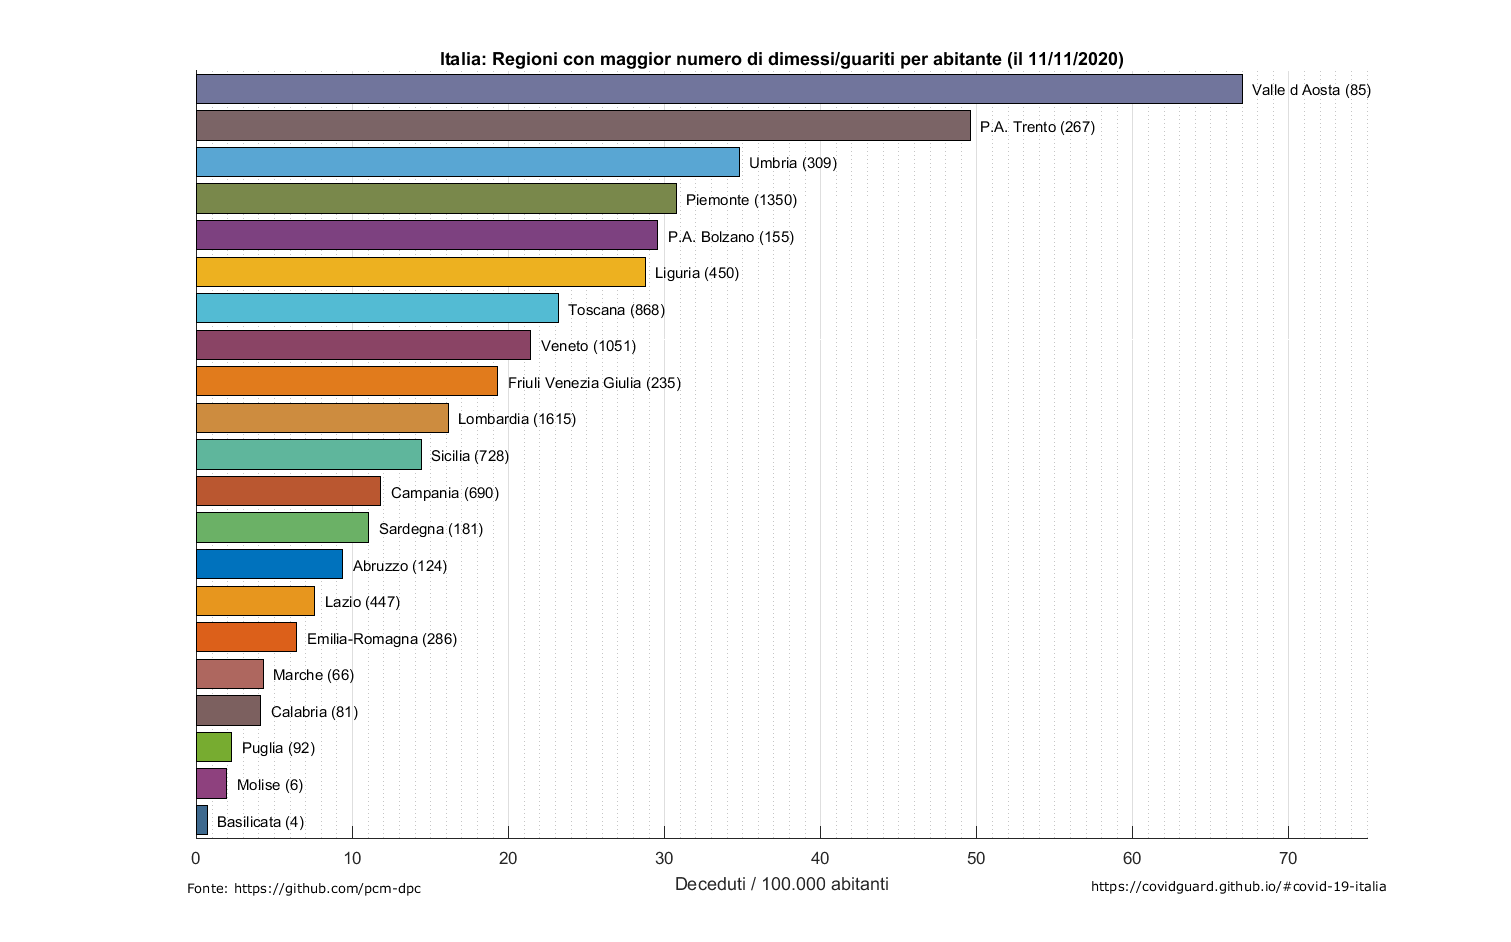 Italia: Regioni con maggior numero di dimessi/guariti per abitante (il 11/11/2020)
Valle d Aosta (85)
P.A. Trento (267)
Umbria (309)
Piemonte (1350)
P.A. Bolzano (155)
Liguria (450)
Toscana (868)
Veneto (1051)
Friuli Venezia Giulia (235)
Lombardia (1615)
Sicilia (728)
Campania (690)
Sardegna (181)
Abruzzo (124)
Lazio (447)
Emilia-Romagna (286)
Marche (66)
Calabria (81)
Puglia (92)
Molise (6)
Basilicata (4)
0 10 20 30 40 50 60 70
Deceduti / 100.000 abitanti
Fonte: https://github.com/pcm-dpc
https://covidguard.github.io/#covid-19-italia